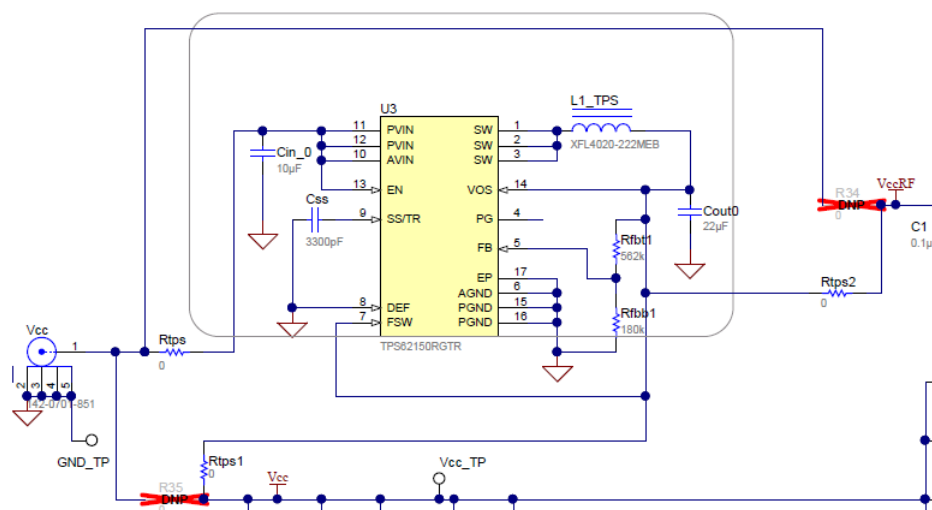 U3
L1_TPS
XFL4020-222MEB
11 PVIN SW 1
12 PVIN SW 2
10 AVIN SW 3
Cin_0
10µF
13 EN VOS 14
Css
9 SS/TR PG 4
3300pF
FB 5
Rfbt1
562k
Cout0
22µF
R34
DNP
0
VccRF
C1
0.1µ
EP 17
AGND 6
8 DEF PGND 15
7 FSW PGND 16
TPS62150RGTR
Rfbb1
180k
Rtps2
0
Vcc
1
Rtps
0
2 3 4 5
142-0701-851
GND_TP
Rtps1
0
R35
DNP
0
Vcc
Vcc_TP